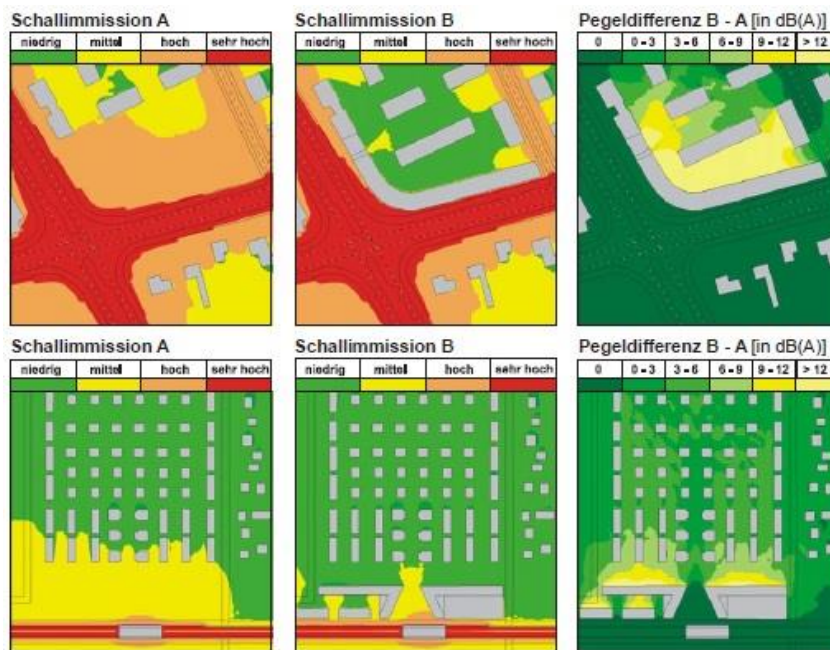 Schallimmission A Schallimmission B Pegeldifferenz B - A [in dB(A)]
niedrig mittel hoch sehr hoch niedrig mittel hoch sehr hoch 0 0 - 3 3 - 6 6 - 9 9 - 12 > 12
Schallimmission A Schallimmission B Pegeldifferenz B - A [in dB(A)]
niedrig mittel hoch sehr hoch niedrig mittel hoch sehr hoch 0 0 - 3 3 - 6 6 - 9 9 - 12 > 12